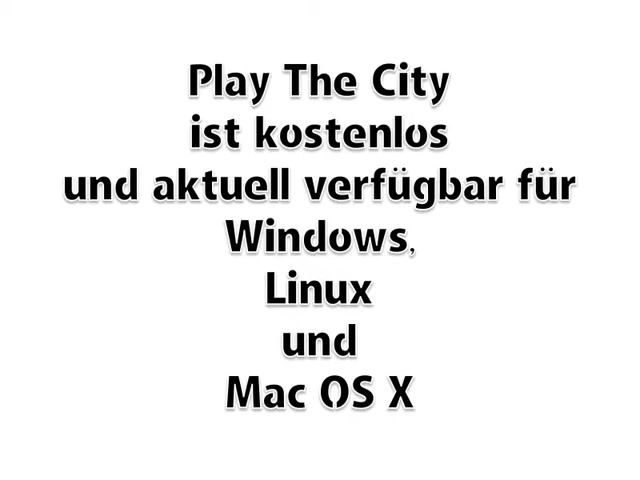 Play The City
ist kostenlos
und aktuell verfügbar für
Windows,
Linux
und
Mac OS X